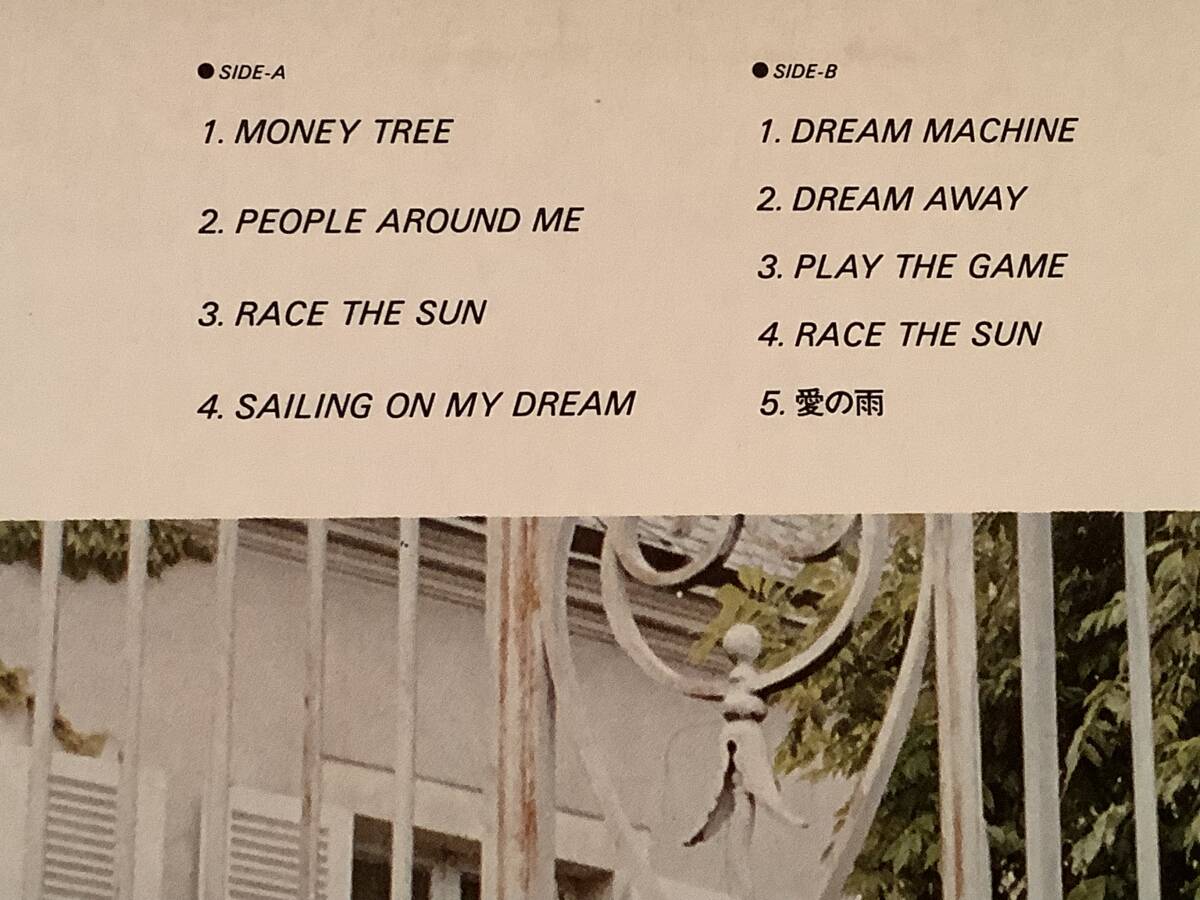 ●SIDE-A
1. MONEY TREE
2. PEOPLE AROUND ME
3. RACE THE SUN
4. SAILING ON MY DREAM
●SIDE-B
1. DREAM MACHINE
2. DREAM AWAY
3. PLAY THE GAME
4. RACE THE SUN
5. 愛の雨